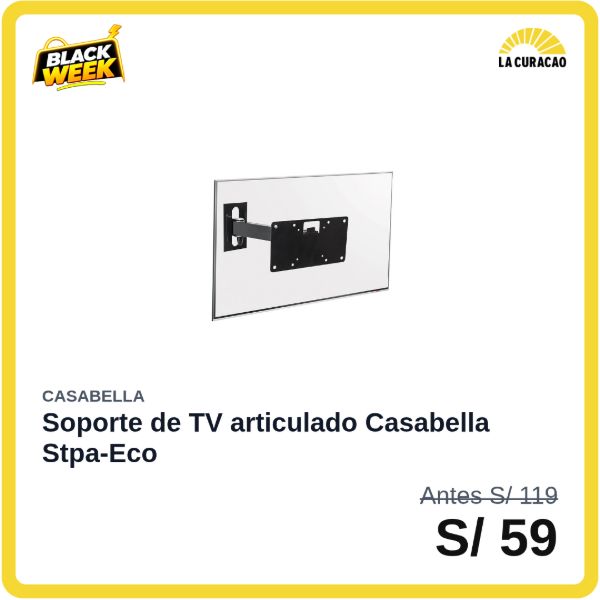 BLACK
WEEK
LA CURACAO
CASABELLA
Soporte de TV articulado Casabella
Stpa-Eco
Antes S/ 119
S/ 59